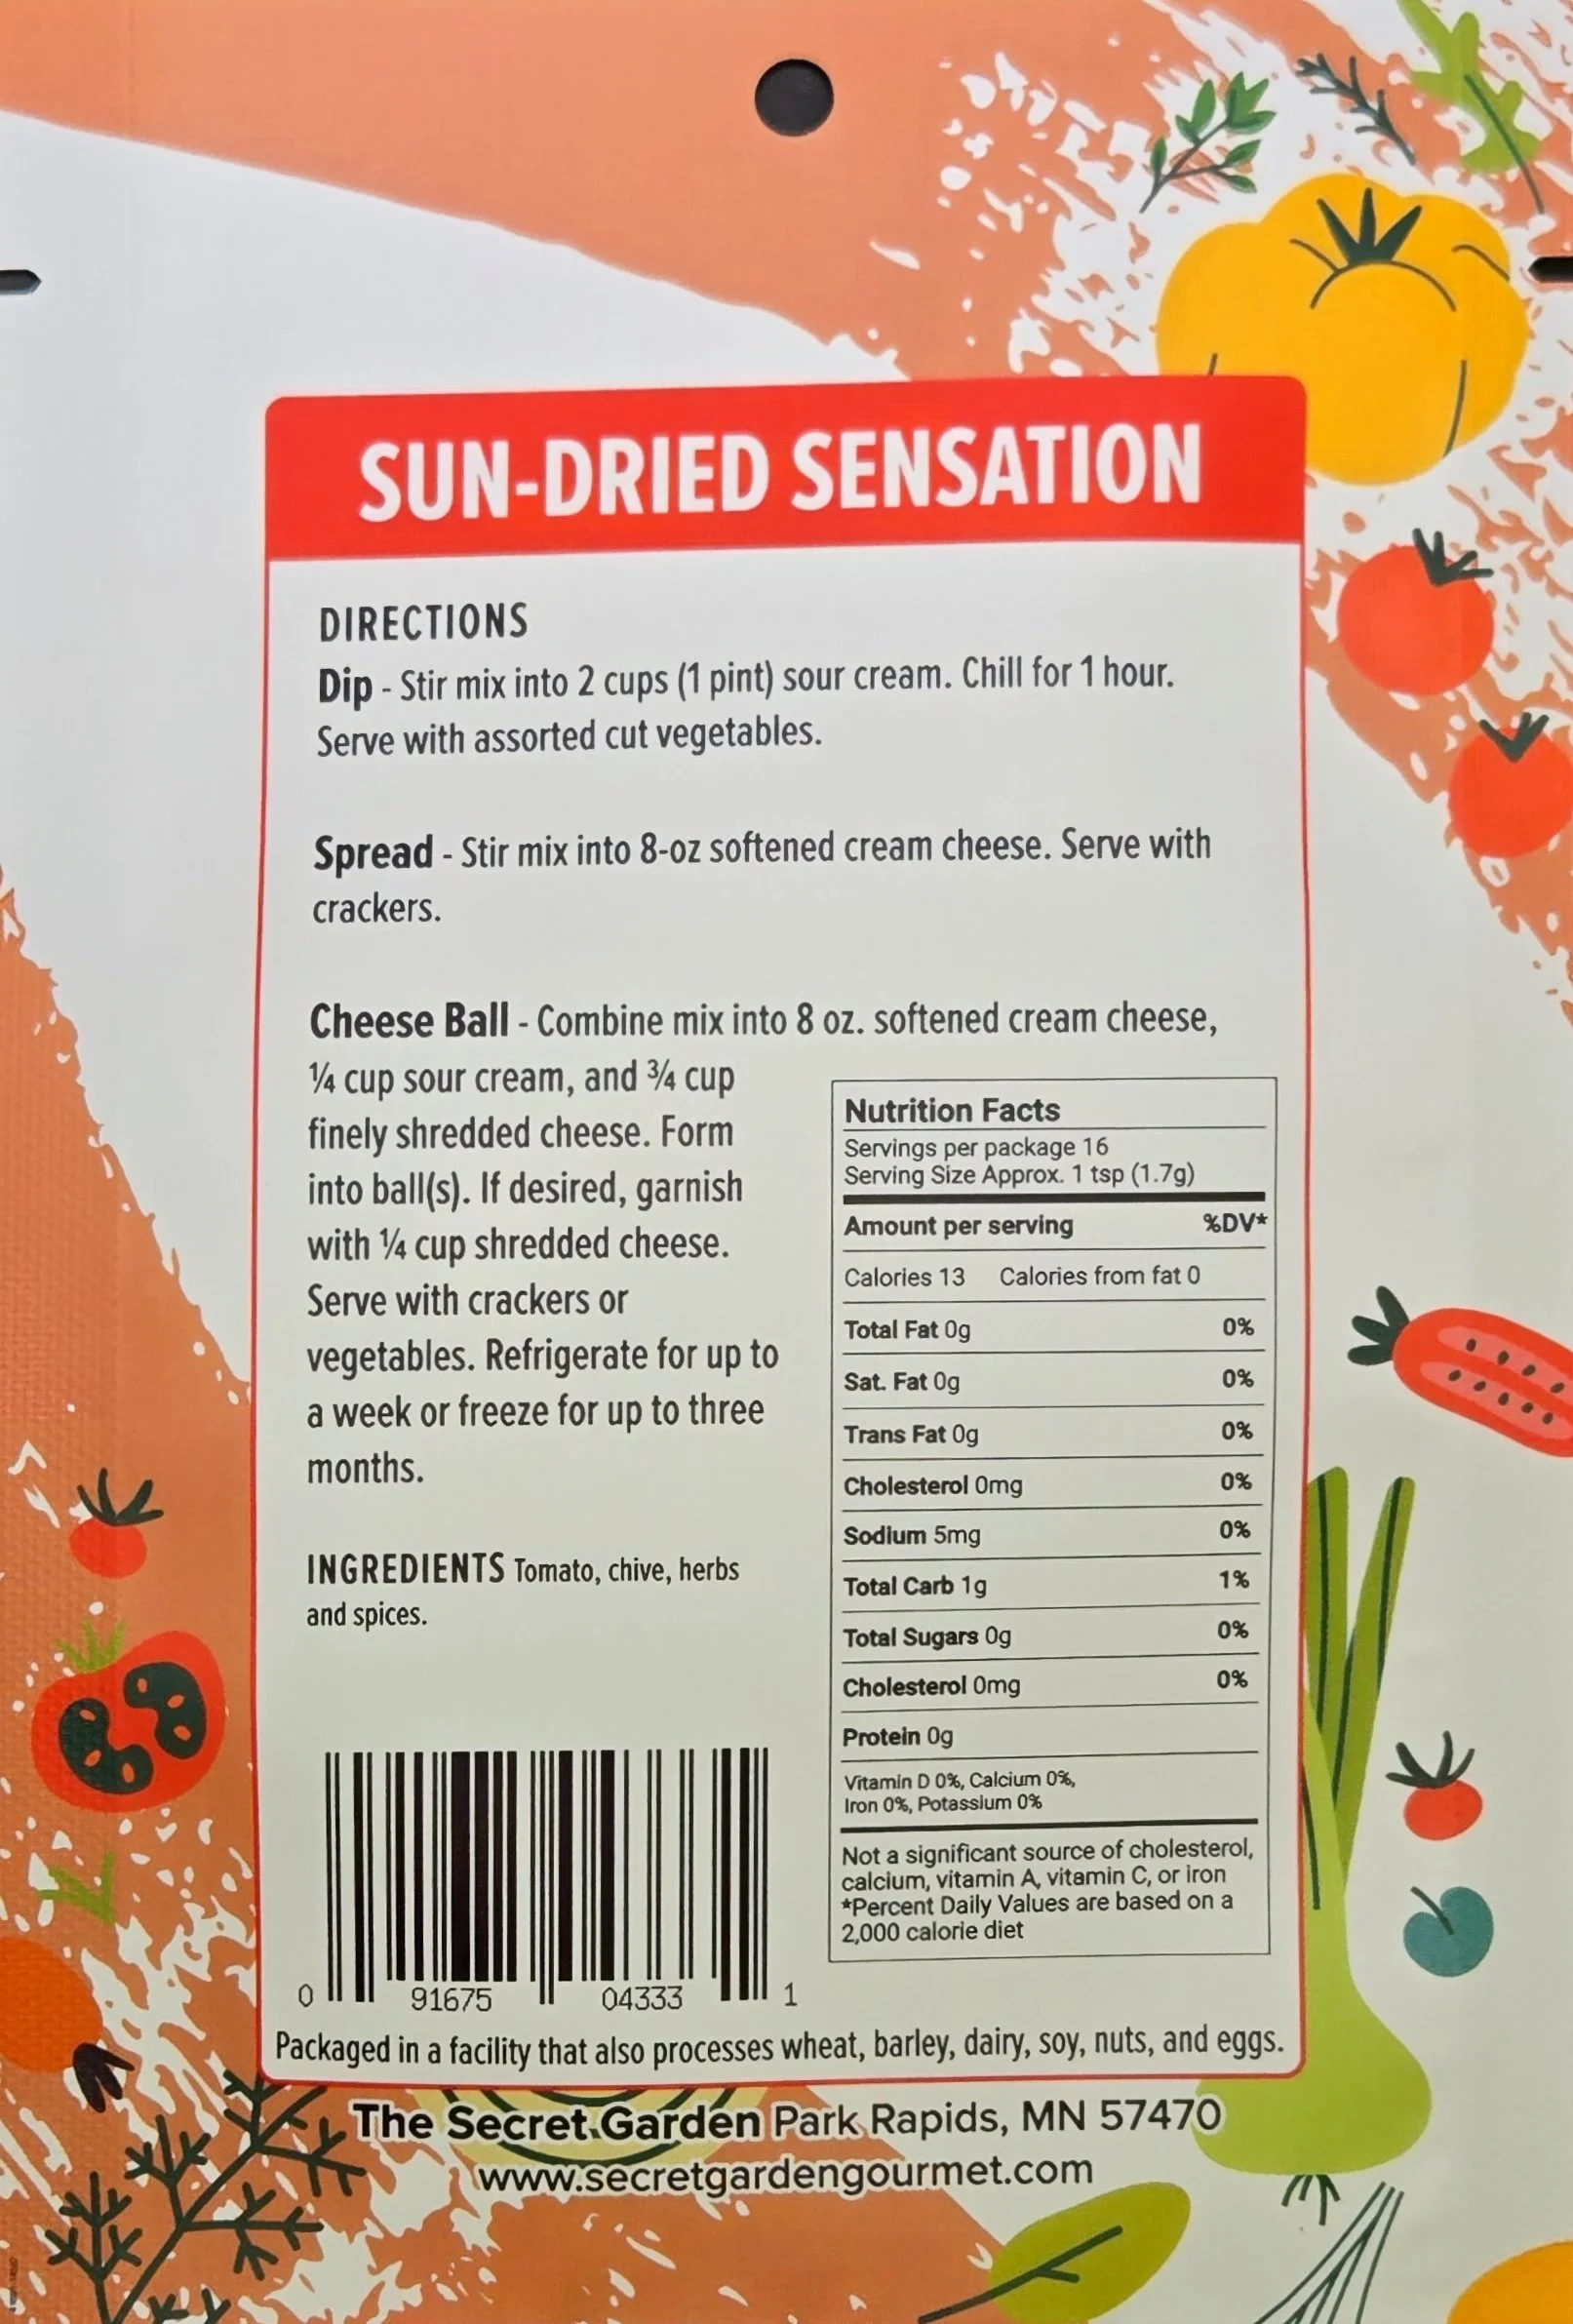 SUN-DRIED SENSATION
DIRECTIONS
Dip - Stir mix into 2 cups (1 pint) sour cream. Chill for 1 hour.
Serve with assorted cut vegetables.
Spread - Stir mix into 8-oz softened cream cheese. Serve with
crackers.
Cheese Ball - Combine mix into 8 oz. softened cream cheese,
¼ cup sour cream, and ¾ cup
finely shredded cheese. Form
into ball(s). If desired, garnish
with ¼ cup shredded cheese.
Serve with crackers or
vegetables. Refrigerate for up to
a week or freeze for up to three
months.
INGREDIENTS Tomato, chive, herbs
and spices.
Nutrition Facts
Servings per package 16
Serving Size Approx. 1 tsp (1.7g)
Amount per serving %DV*
Calories 13 Calories from fat 0
Total Fat 0g 0%
Sat. Fat 0g 0%
Trans Fat 0g 0%
Cholesterol 0mg 0%
Sodium 5mg 0%
Total Carb 1g 1%
Total Sugars 0g 0%
Cholesterol 0mg 0%
Protein 0g
Vitamin D 0%, Calcium 0%,
Iron 0%, Potassium 0%
Not a significant source of cholesterol,
calcium, vitamin A, vitamin C, or iron
*Percent Daily Values are based on a
2,000 calorie diet
0 91675 04333 1
Packaged in a facility that also processes wheat, barley, dairy, soy, nuts, and eggs.
The Secret Garden Park Rapids, MN 57470
www.secretgardengourmet.com